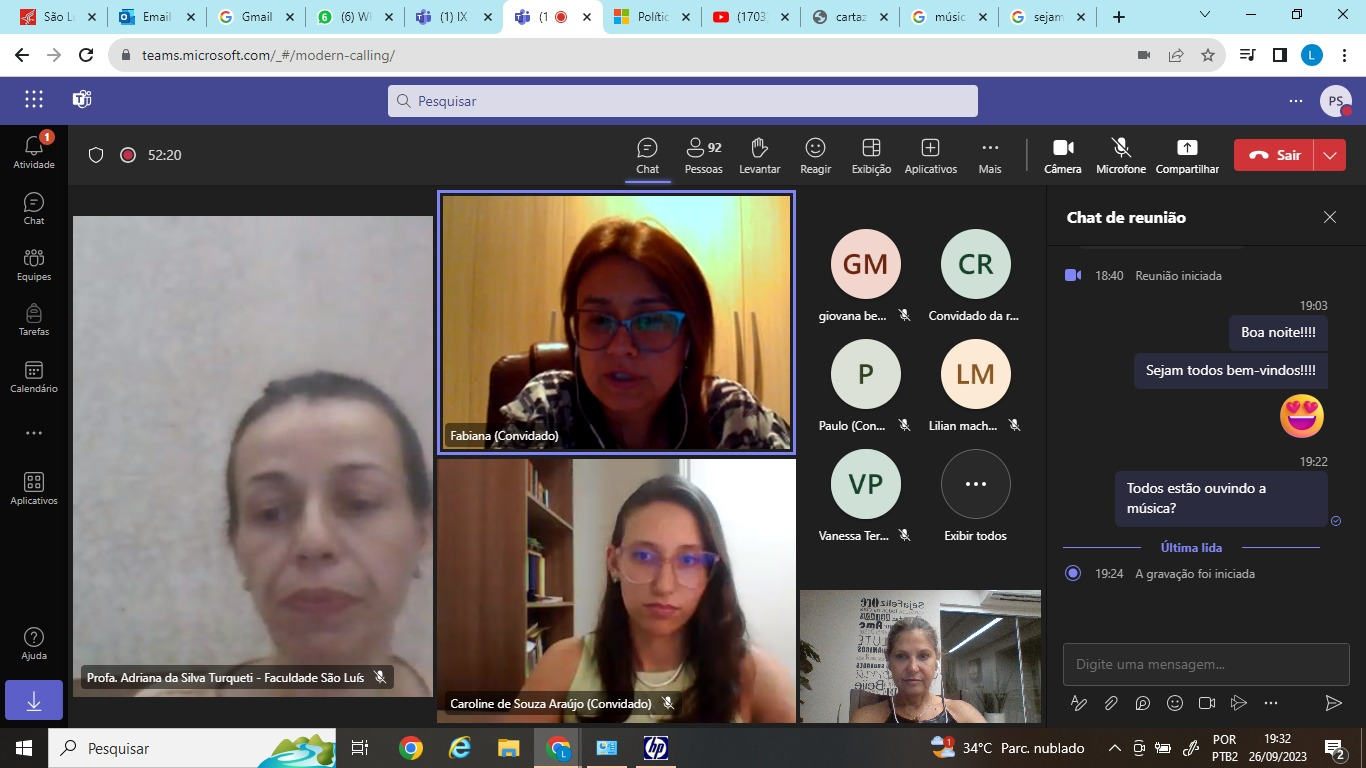 São Lu
Email
Gmail
(6) W
(1) IX
(1
Polític
(1703
cartaz
músic
sejam
teams.microsoft.com/_#/modern-calling/
L
Pesquisar
PS
1
Atividade
Chat
Equipes
Tarefas
Calendário
Aplicativos
Ajuda
52:20
Chat
92
Pessoas
Levantar
Reagir
Exibição
Aplicativos
Mais
Câmera
Microfone
Compartilhar
Sair
Profa. Adriana da Silva Turqueti - Faculdade São Luís
Fabiana (Convidado)
Caroline de Souza Araújo (Convidado)
GM
giovana be...
CR
Convidado da r...
P
Paulo (Con...
LM
Lilian mach...
VP
Vanessa Ter...
Exibir todos
Chat de reunião
18:40 Reunião iniciada
19:03
Boa noite!!!!
Sejam todos bem-vindos!!!!
19:22
Todos estão ouvindo a
música?
Última lida
19:24 A gravação foi iniciada
Digite uma mensagem...
Pesquisar
L
hp
1
34°C Parc. nublado
POR
PTB2
19:32
26/09/2023
2